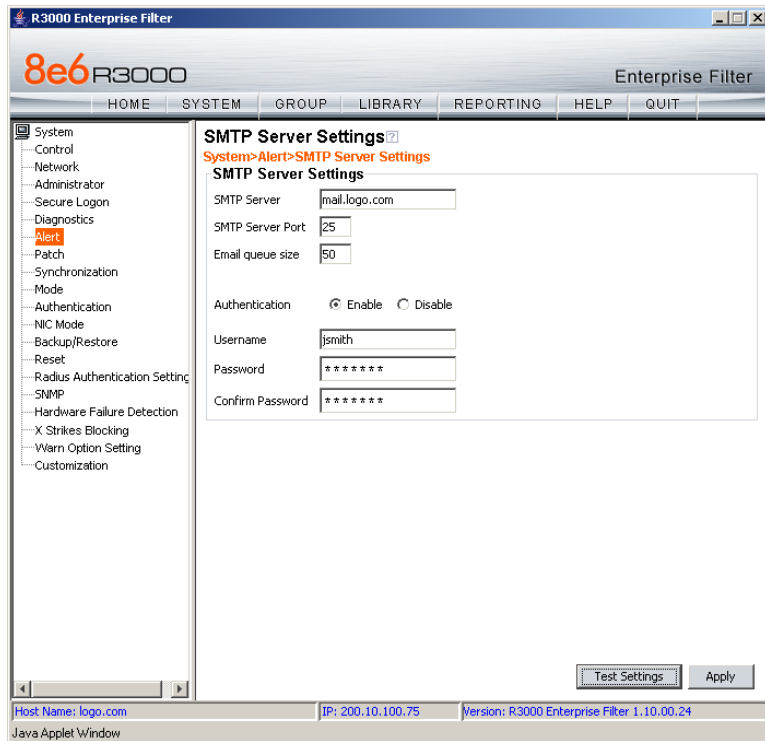 R3000 Enterprise Filter
8e6 R3000
Enterprise Filter
HOME SYSTEM GROUP LIBRARY REPORTING HELP QUIT
System
Control
Network
Administrator
Secure Logon
Diagnostics
Alert
Patch
Synchronization
Mode
Authentication
NIC Mode
Backup/Restore
Reset
Radius Authentication Setting
SNMP
Hardware Failure Detection
X Strikes Blocking
Warn Option Setting
Customization
SMTP Server Settings?
System>Alert>SMTP Server Settings
SMTP Server Settings
SMTP Server mail.logo.com
SMTP Server Port 25
Email queue size 50
Authentication Enable Disable
Username jsmith
Password *******
Confirm Password *******
Test Settings Apply
Host Name: logo.com IP: 200.10.100.75 Version: R3000 Enterprise Filter 1.10.00.24
Java Applet Window